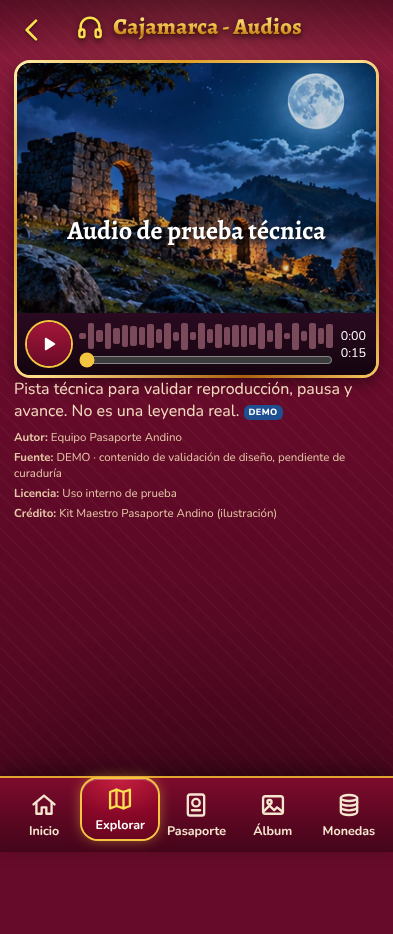 Cajamarca - Audios
Audio de prueba técnica
0:00
0:15
Pista técnica para validar reproducción, pausa y
avance. No es una leyenda real. DEMO
Autor: Equipo Pasaporte Andino
Fuente: DEMO · contenido de validación de diseño, pendiente de
curaduría
Licencia: Uso interno de prueba
Crédito: Kit Maestro Pasaporte Andino (ilustración)
Inicio
Explorar
Pasaporte
Álbum
Monedas